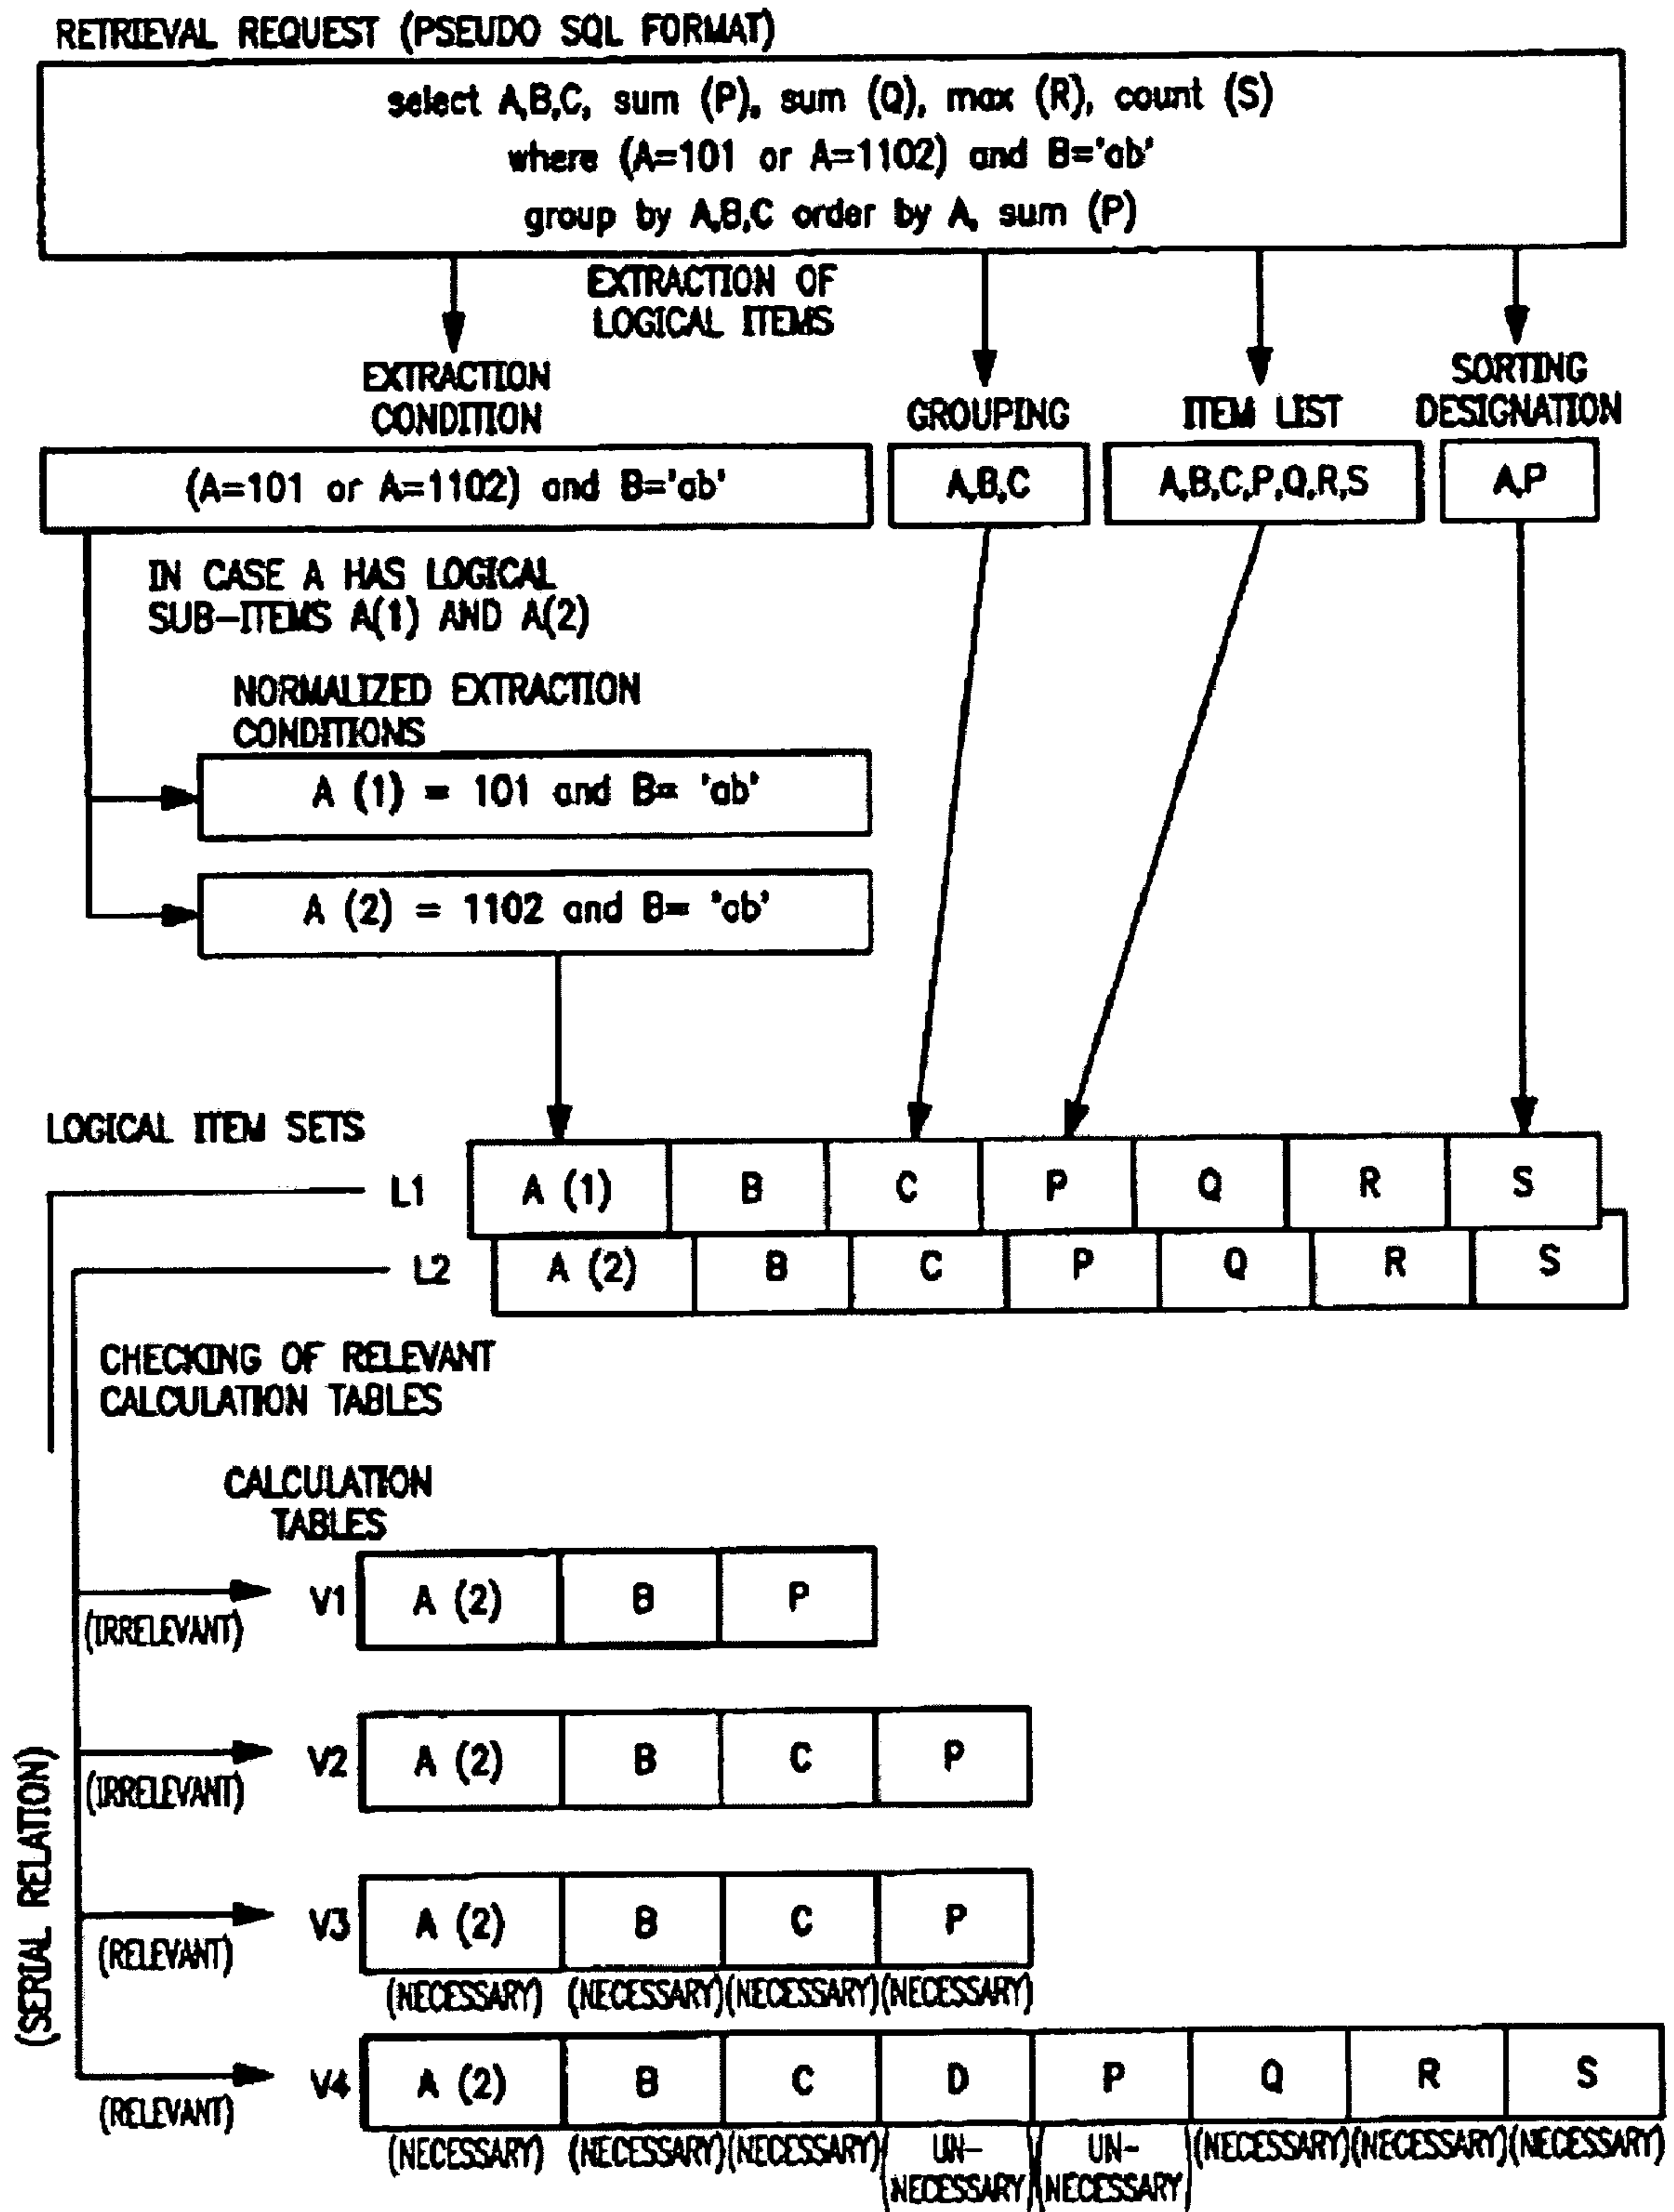 RETRIEVAL REQUEST (PSEUDO SQL FORMAT)
select A,B,C, sum (P), sum (Q), max (R), count (S)
where (A=101 or A=1102) and B='ab'
group by A,B,C order by A, sum (P)
EXTRACTION OF
LOGICAL ITEMS
EXTRACTION
CONDITION
GROUPING
ITEM LIST
SORTING
DESIGNATION
(A=101 or A=1102) and B='ab'
A,B,C
A,B,C,P,Q,R,S
A,P
IN CASE A HAS LOGICAL
SUB-ITEMS A(1) AND A(2)
NORMALIZED EXTRACTION
CONDITIONS
A (1) = 101 and B= 'ab'
A (2) = 1102 and B= 'ab'
LOGICAL ITEM SETS
L1 A (1) B C P Q R S
L2 A (2) B C P Q R S
CHECKING OF RELEVANT
CALCULATION TABLES
CALCULATION
TABLES
(SERIAL RELATION)
V1 A (2) B P
(IRRELEVANT)
V2 A (2) B C P
(IRRELEVANT)
V3 A (2) B C P
(RELEVANT)
(NECESSARY) (NECESSARY) (NECESSARY) (NECESSARY)
V4 A (2) B C D P Q R S
(RELEVANT)
(NECESSARY) (NECESSARY) (NECESSARY) (UN- (UN- (NECESSARY) (NECESSARY) (NECESSARY)
NECESSARY) NECESSARY)